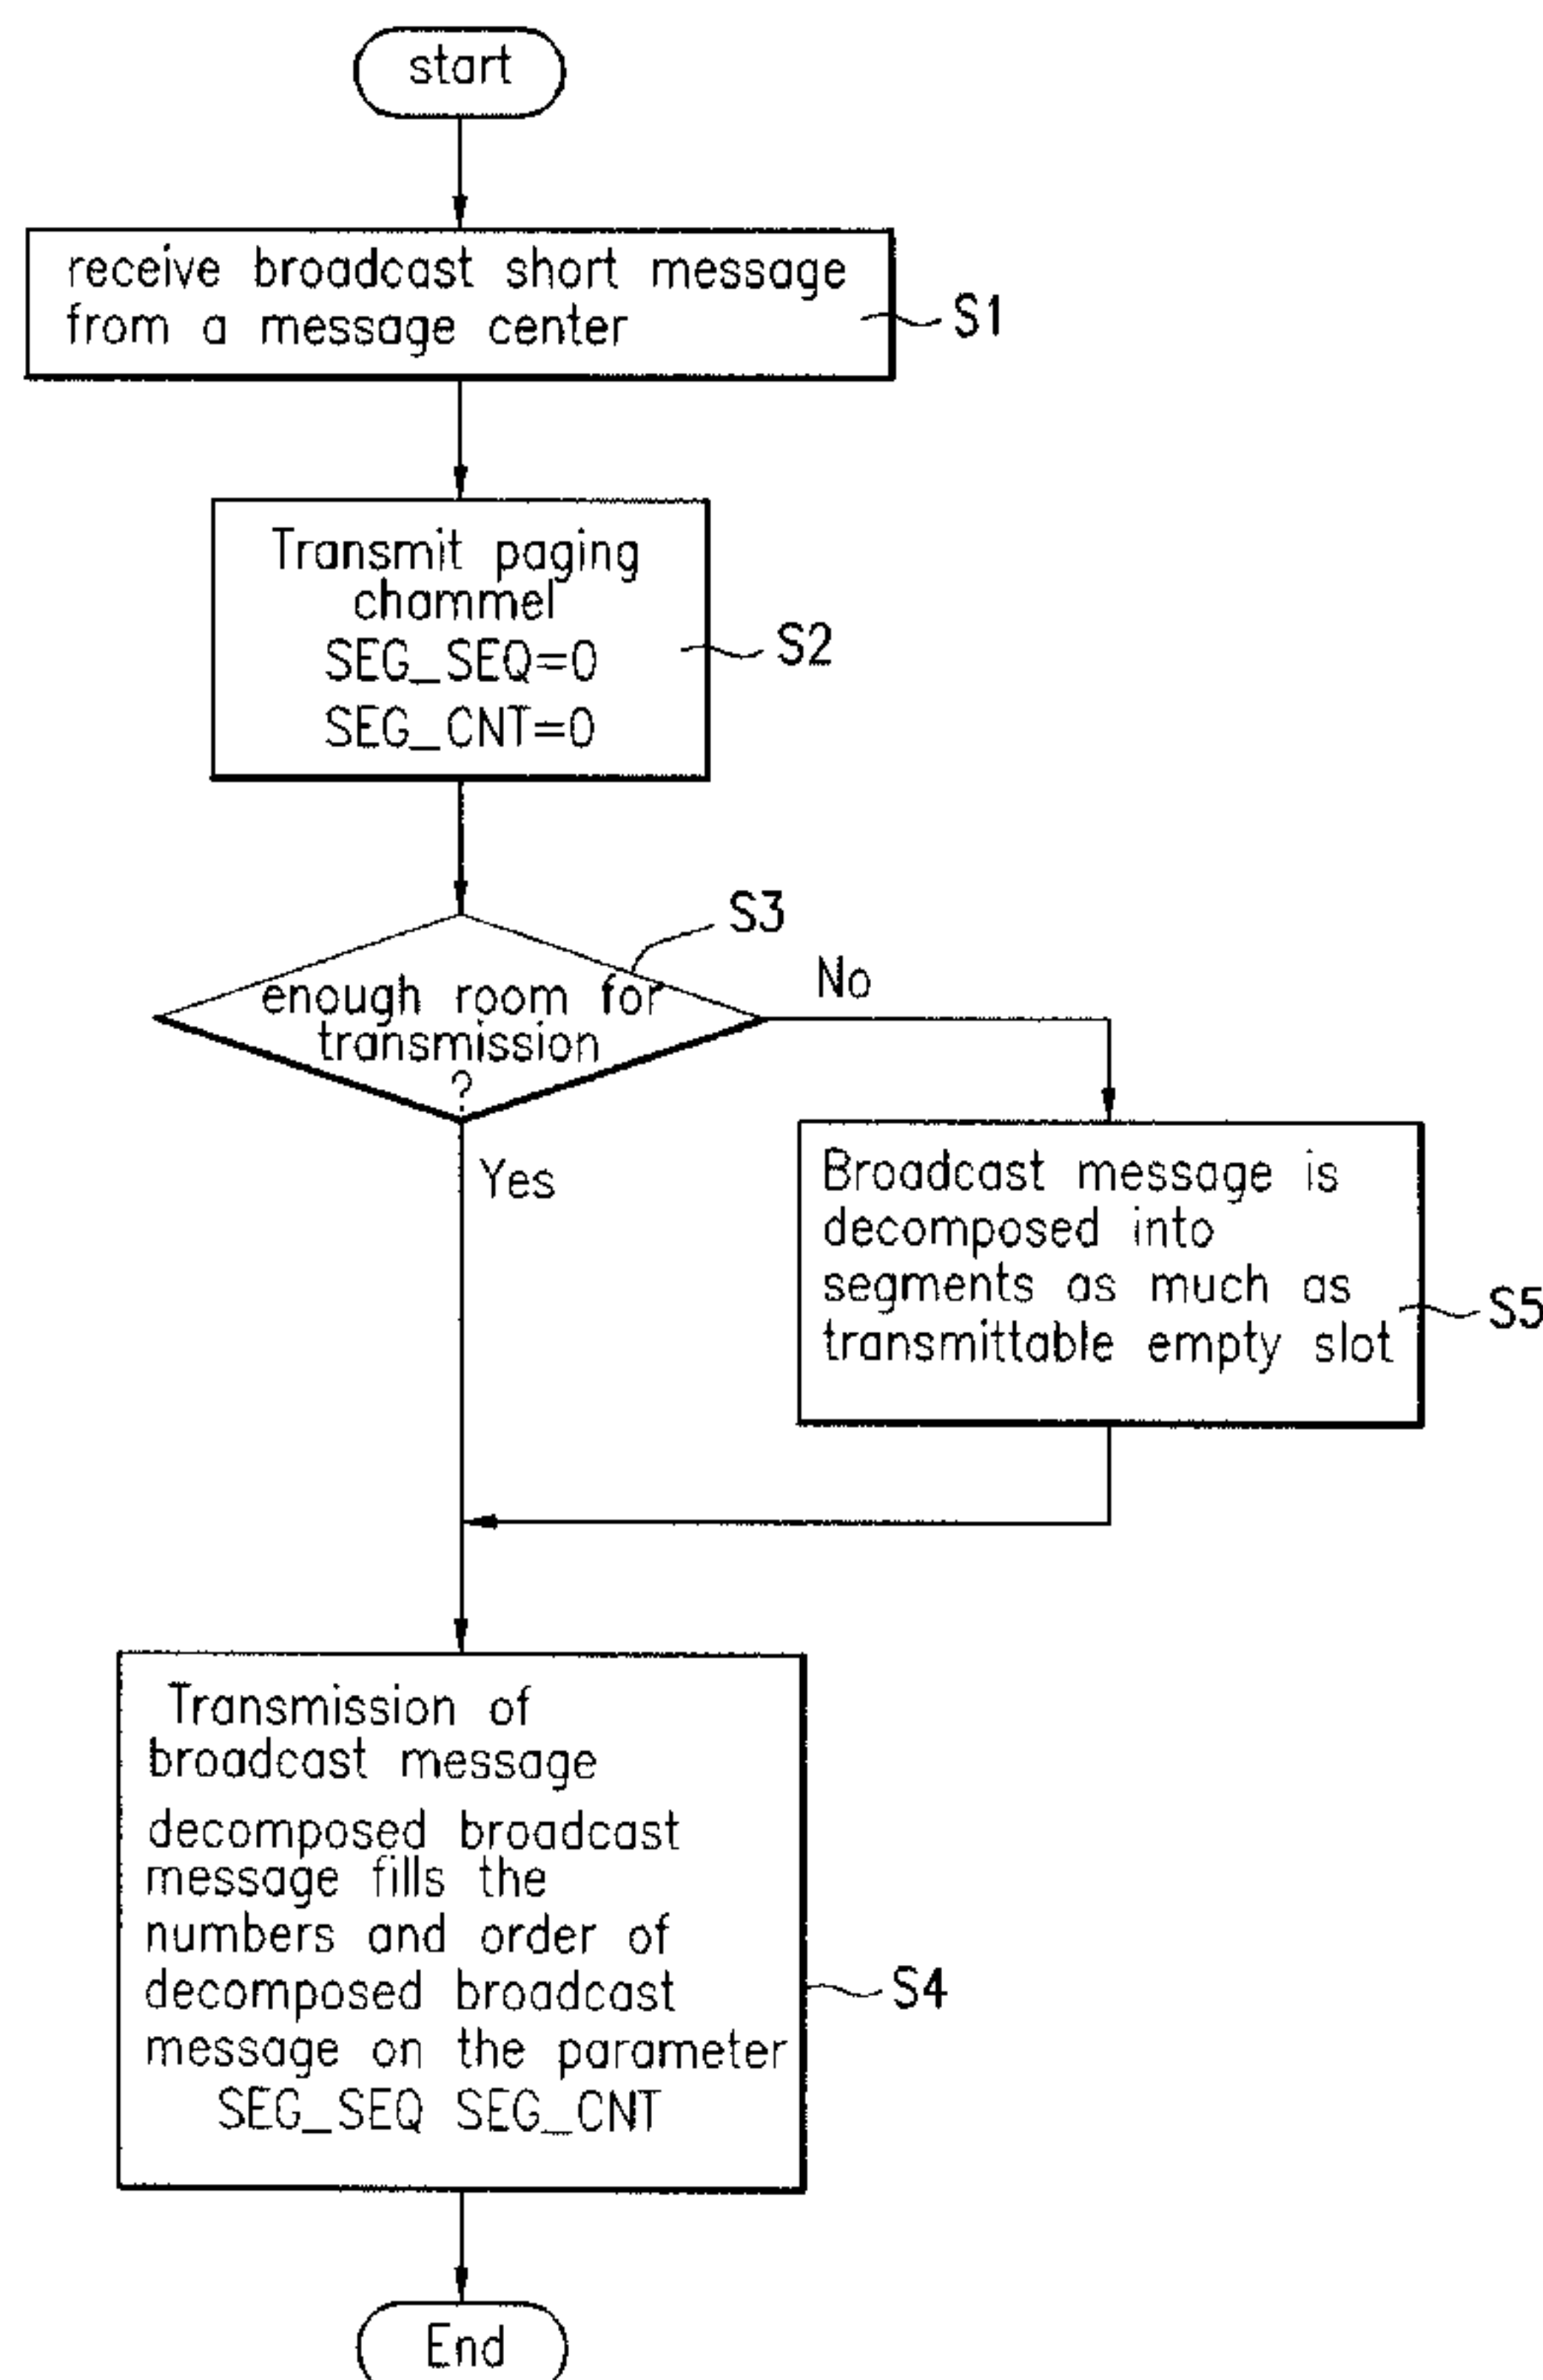 start
receive broadcast short message
from a message center
S1
Transmit paging
chammel
SEG_SEQ=0
SEG_CNT=0
S2
S3
enough room for
transmission
?
No
Yes
Broadcast message is
decomposed into
segments as much as
transmittable empty slot
S5
Transmission of
broadcast message
decomposed broadcast
message fills the
numbers and order of
decomposed broadcast
message on the parameter
SEG_SEQ SEG_CNT
S4
End